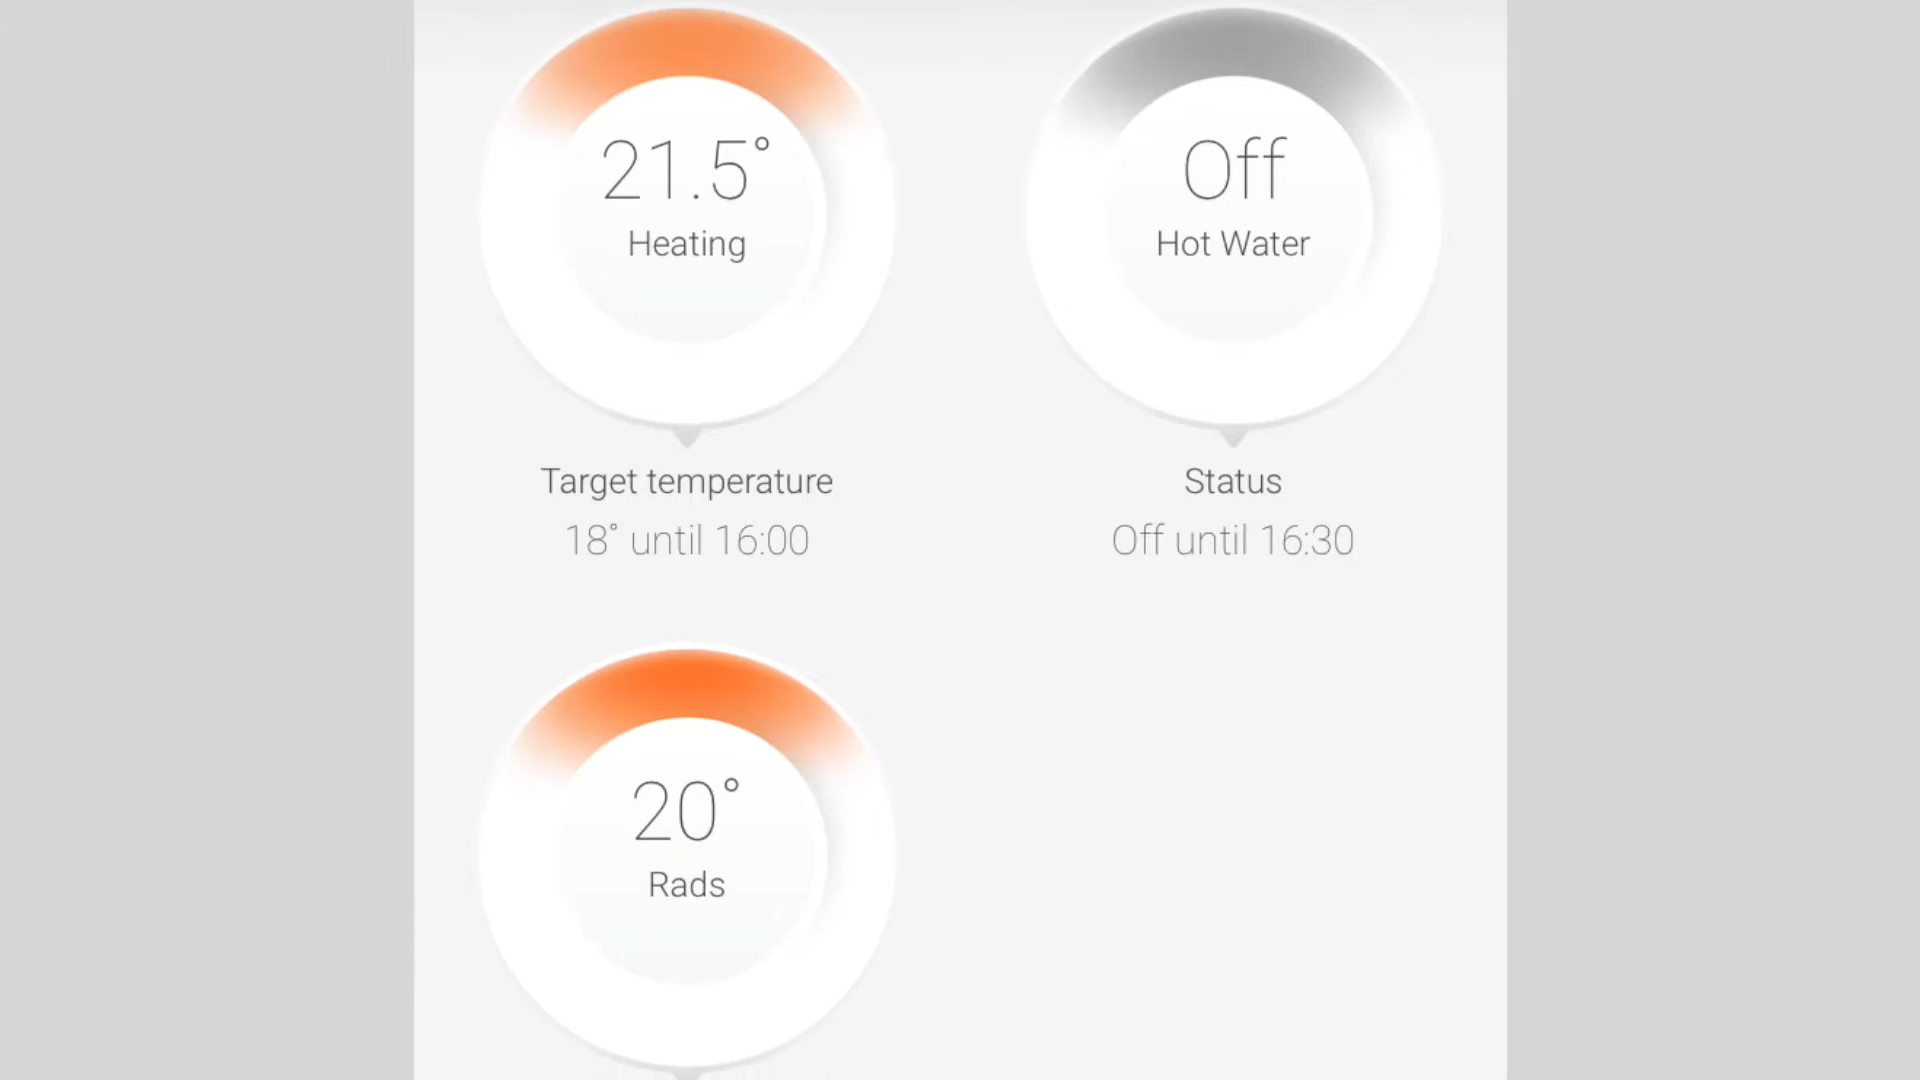 21.5°
Heating
Target temperature
18° until 16:00
Off
Hot Water
Status
Off until 16:30
20°
Rads